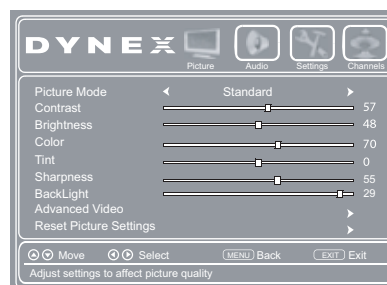 DYNEX
Picture Audio Settings Channels
Picture Mode Standard
Contrast 57
Brightness 48
Color 70
Tint 0
Sharpness 55
BackLight 29
Advanced Video
Reset Picture Settings
Move Select MENU Back EXIT Exit
Adjust settings to affect picture quality